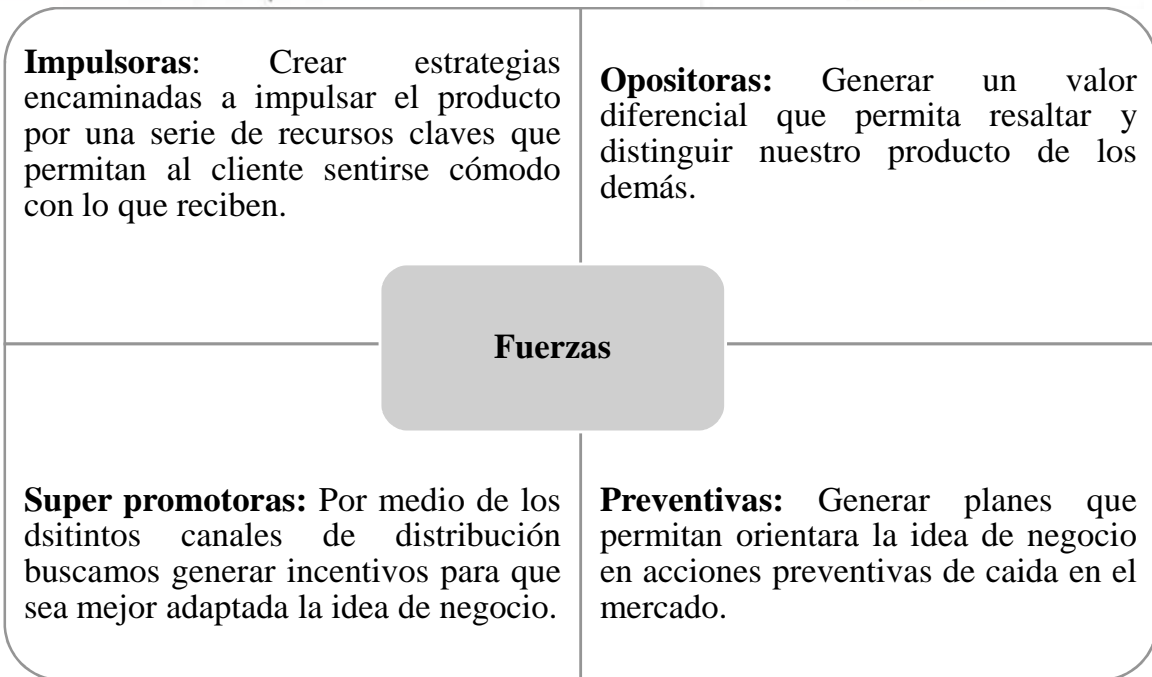 Impulsoras: Crear estrategias
encaminadas a impulsar el producto
por una serie de recursos claves que
permitan al cliente sentirse cómodo
con lo que reciben.
Opositoras: Generar un valor
diferencial que permita resaltar y
distinguir nuestro producto de los
demás.
Fuerzas
Super promotoras: Por medio de los
dsitintos canales de distribución
buscamos generar incentivos para que
sea mejor adaptada la idea de negocio.
Preventivas: Generar planes que
permitan orientara la idea de negocio
en acciones preventivas de caida en el
mercado.